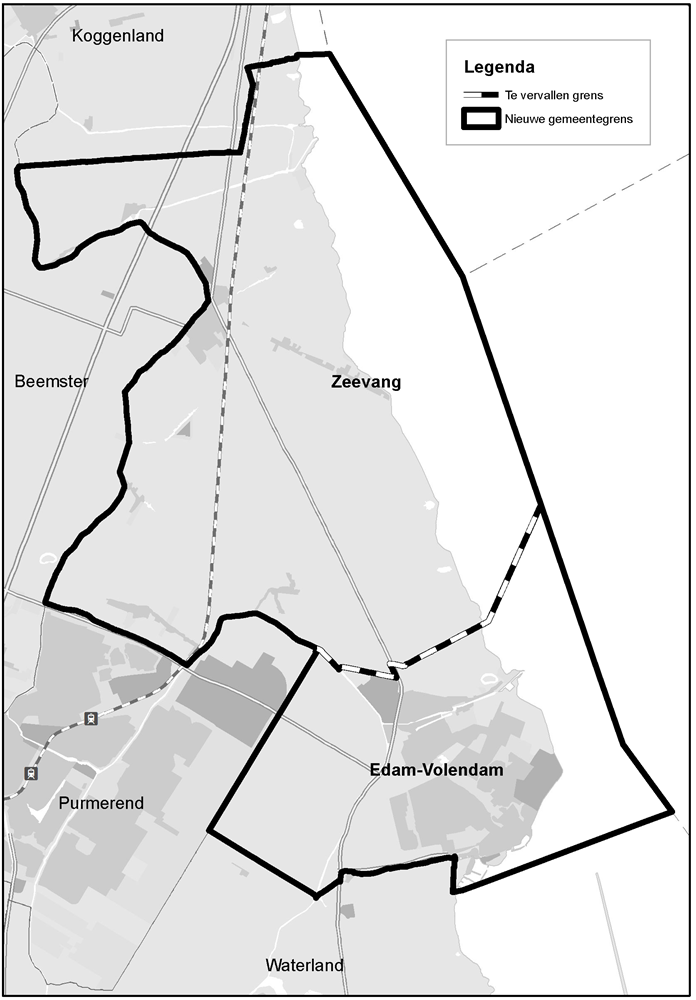 Koggenland
Legenda
Te vervallen grens
Nieuwe gemeentegrens
Beemster
Zeevang
Edam-Volendam
Purmerend
Waterland